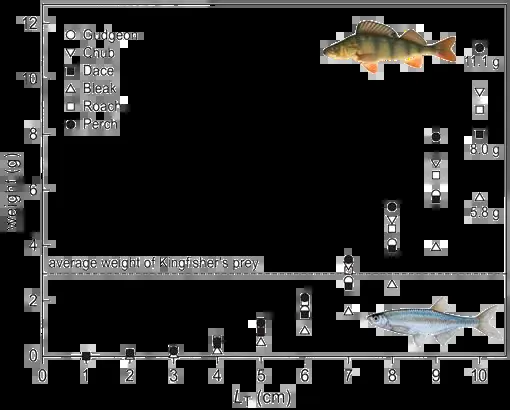 12
10
8
6
4
2
0
weight (g)
Gudgeon
Chub
Dace
Bleak
Roach
Perch
11.1 g
8.0 g
5.8 g
average weight of Kingfisher's prey
0 1 2 3 4 5 6 7 8 9 10
LT (cm)